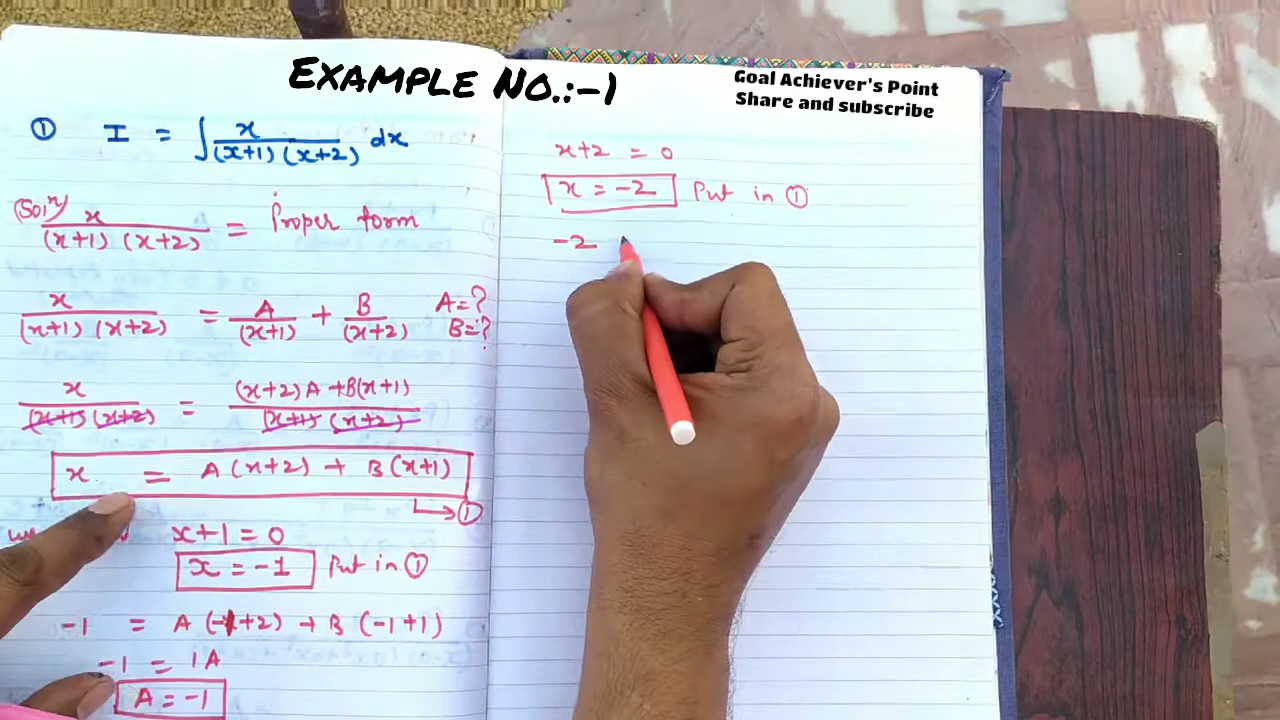 EXAMPLE NO.:-1
Goal Achiever's Point
Share and subscribe
① I = ∫ x / (x+1) (x+2) dx
(Solⁿ) x / (x+1) (x+2) = Proper form
x / (x+1) (x+2) = A / (x+1) + B / (x+2) A=?
B=?
x / (x+1) (x+2) = (x+2) A + B(x+1) / (x+1) (x+2)
x = A (x+2) + B (x+1)
→ ①
x+1 = 0
x = -1 Put in ①
-1 = A (-1+2) + B (-1+1)
-1 = 1A
A = -1
x+2 = 0
x = -2 Put in ①
-2